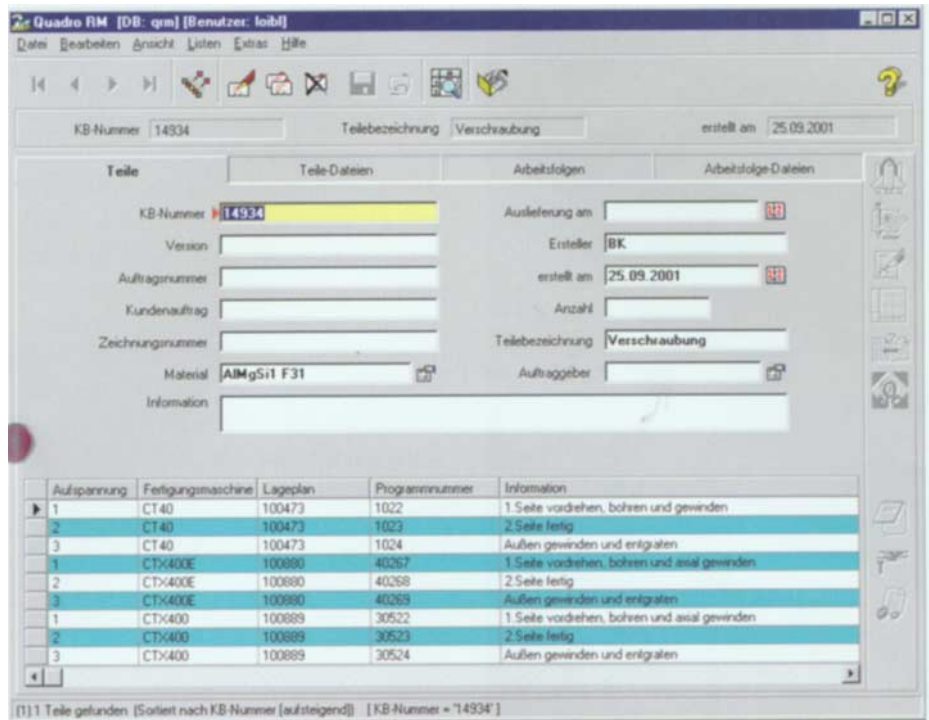 Quadro RM [DB: qrm] [Benutzer: loibl]
Datei Bearbeiten Ansicht Listen Extras Hilfe
KB-Nummer 14934 Teilebezeichnung Verschraubung erstellt am 25.09.2001
Teile Teile-Dateien Arbeitsfolgen Arbeitsfolge-Dateien
KB-Nummer 14934 Auslieferung am
Version Ersteller BK
Auftragsnummer erstellt am 25.09.2001
Kundenauftrag Anzahl
Zeichnungsnummer Teilebezeichnung Verschraubung
Material AlMgSi1 F31 Auftraggeber
Information
Aufspannung Fertigungsmaschine Lageplan Programmnummer Information
1 CT40 100473 1022 1.Seite vordrehen, bohren und gewinden
2 CT40 100473 1023 2.Seite fertig
3 CT40 100473 1024 Außen gewinden und entgraten
1 CTX400E 100880 40267 1.Seite vordrehen, bohren und axial gewinden
2 CTX400E 100880 40268 2.Seite fertig
3 CTX400E 100880 40269 Außen gewinden und entgraten
1 CTX400 100889 30522 1.Seite vordrehen, bohren und axial gewinden
2 CTX400 100889 30523 2.Seite fertig
3 CTX400 100889 30524 Außen gewinden und entgraten
[1]:1 Teile gefunden (Sortiert nach KB-Nummer [aufsteigend]) [KB-Nummer = '14934']